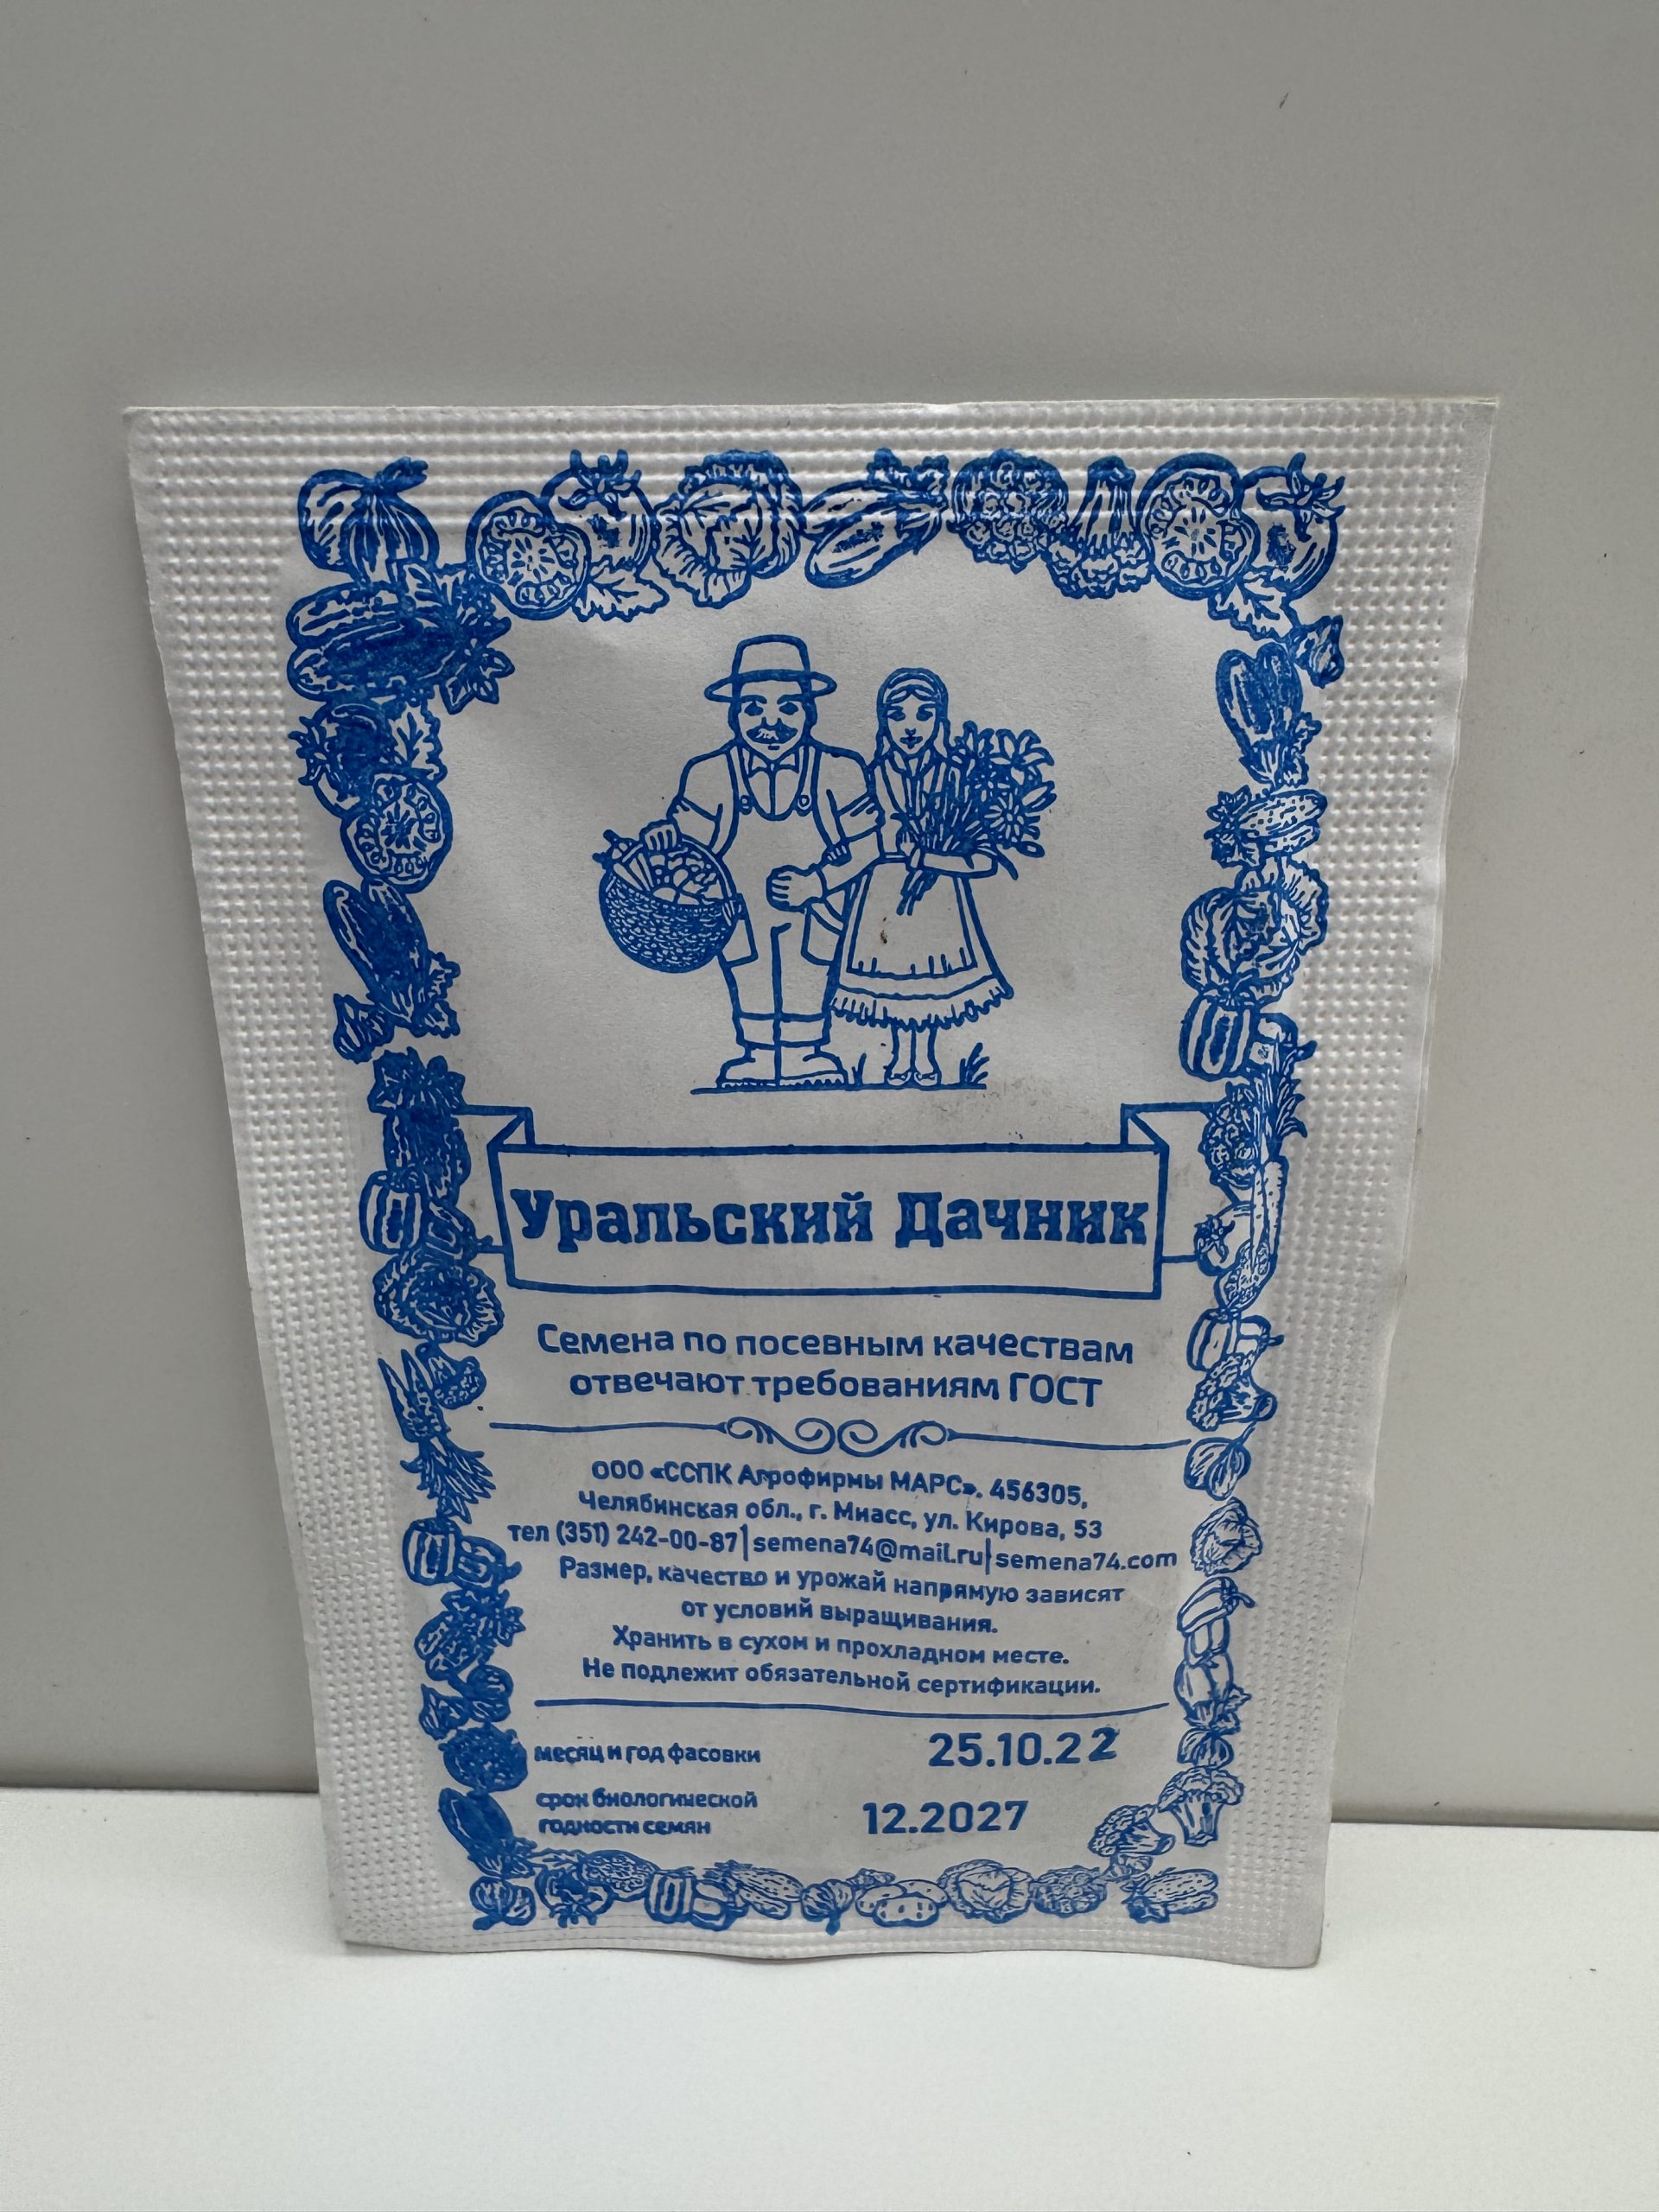 Уральский Дачник
Семена по посевным качествам
отвечают требованиям ГОСТ
ООО «ССПК Агрофирмы МАРС». 456305,
Челябинская обл., г. Миасс, ул. Кирова, 53
тел (351) 242-00-87|semena74@mail.ru|semena74.com
Размер, качество и урожай напрямую зависят
от условий выращивания.
Хранить в сухом и прохладном месте.
Не подлежит обязательной сертификации.
месяц и год фасовки 25.10.22
срок биологической
годности семян 12.2027